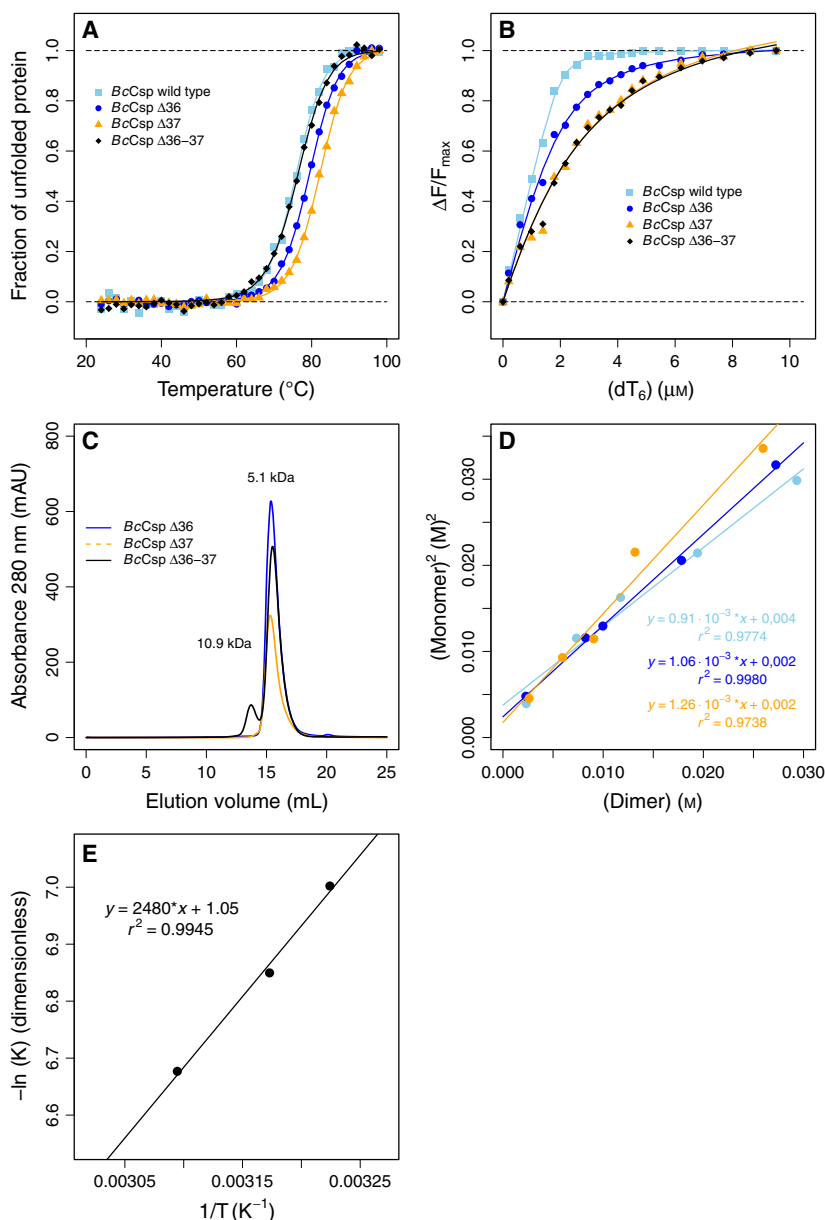 A
Fraction of unfolded protein
1.0
0.8
0.6
0.4
0.2
0.0
BcCsp wild type
BcCsp Δ36
BcCsp Δ37
BcCsp Δ36–37
20 40 60 80 100
Temperature (°C)
B
ΔF/Fmax
1.0
0.8
0.6
0.4
0.2
0.0
BcCsp wild type
BcCsp Δ36
BcCsp Δ37
BcCsp Δ36–37
0 2 4 6 8 10
(dT6) (μM)
C
Absorbance 280 nm (mAU)
800
600
400
200
0
5.1 kDa
BcCsp Δ36
BcCsp Δ37
BcCsp Δ36–37
10.9 kDa
0 5 10 15 20 25
Elution volume (mL)
D
(Monomer)² (M)²
0.030
0.020
0.010
0.000
y = 0.91 · 10⁻³ *x + 0,004
r² = 0.9774
y = 1.06 · 10⁻³ *x + 0,002
r² = 0.9980
y = 1.26 · 10⁻³ *x + 0,002
r² = 0.9738
0.000 0.010 0.020 0.030
(Dimer) (M)
E
−ln (K) (dimensionless)
7.0
6.9
6.8
6.7
6.6
y = 2480*x + 1.05
r² = 0.9945
0.00305 0.00315 0.00325
1/T (K⁻¹)